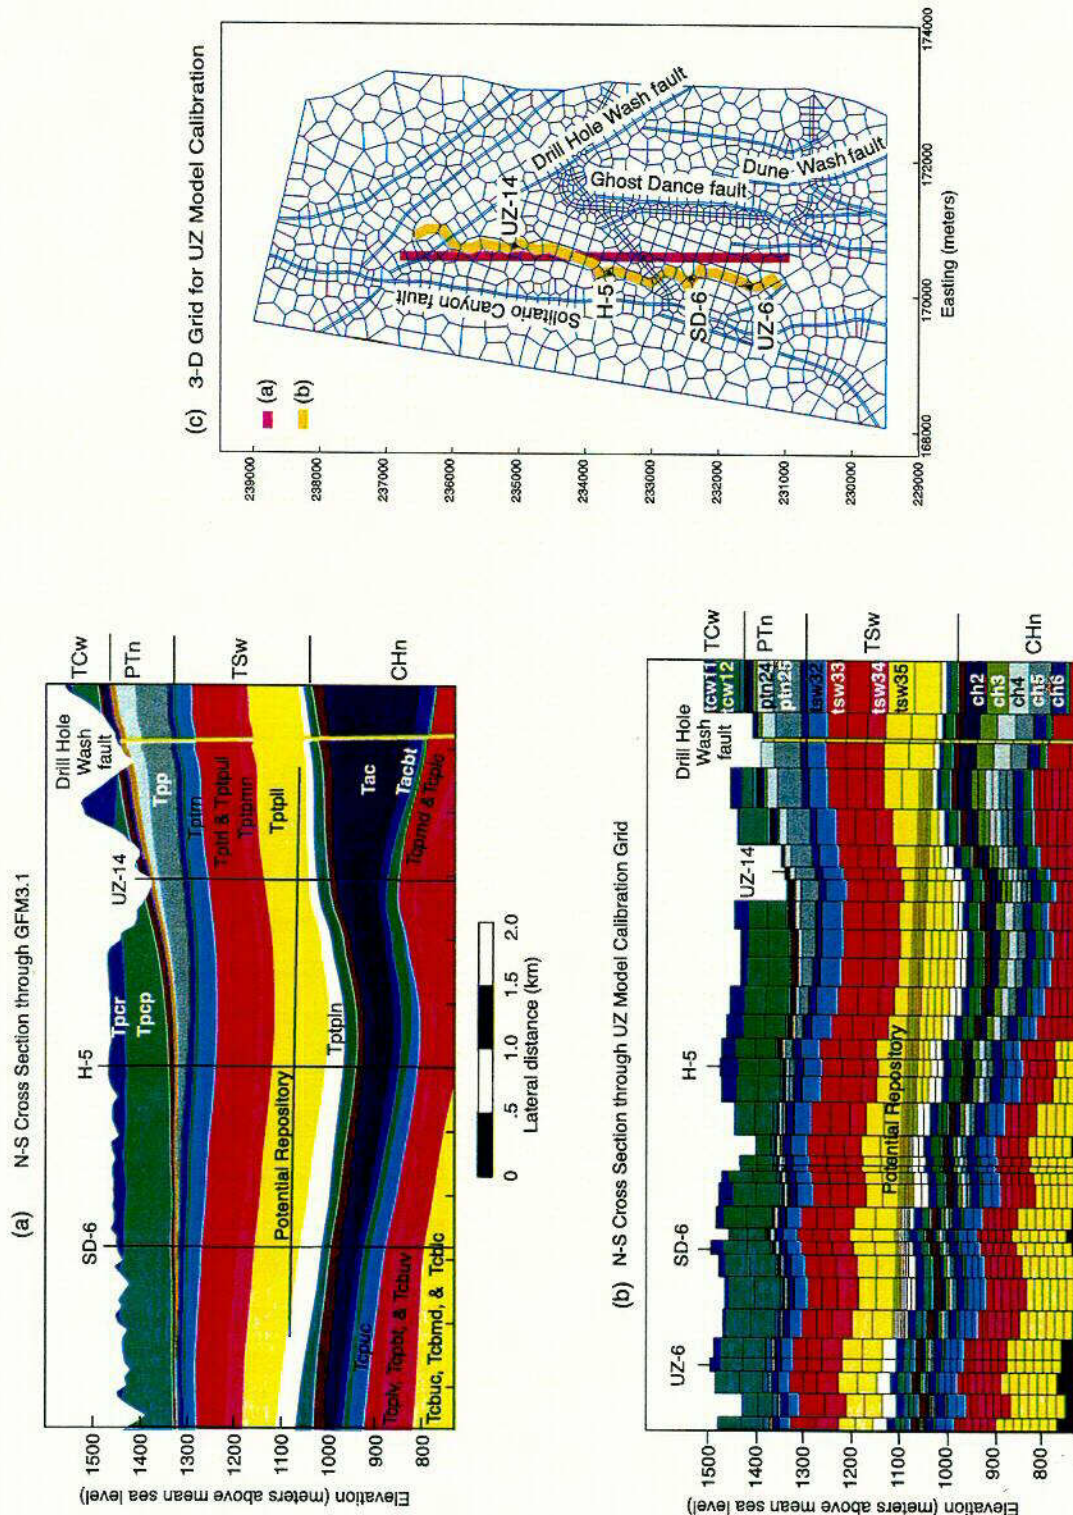 (a) N-S Cross Section through GFM3.1
SD-6
H-5
UZ-14
Drill Hole
Wash
fault
1500
1400
1300
1200
1100
1000
900
800
Elevation (meters above mean sea level)
Tpcr
Tpcp
Tpp
Tptrn
Tptrl & Tptpul
Tptpmn
Tptpll
Potential Repository
Tptpln
Tac
Tacbt
Tcpuc
Tcpmd & Tcplc
Tcplv, Tcpbt, & Tcbuv
Tcbuc, Tcbmd, & Tcblc
TCw
PTn
TSw
CHn
0 .5 1.0 1.5 2.0
Lateral distance (km)
(b) N-S Cross Section through UZ Model Calibration Grid
UZ-6
SD-6
H-5
UZ-14
Drill Hole
Wash
fault
1500
1400
1300
1200
1100
1000
900
800
Elevation (meters above mean sea level)
Potential Repository
tcw11
tcw12
ptn24
ptn25
tsw32
tsw33
tsw34
tsw35
ch2
ch3
ch4
ch5
ch6
TCw
PTn
TSw
CHn
(c) 3-D Grid for UZ Model Calibration
(a)
(b)
239000
238000
237000
236000
235000
234000
233000
232000
231000
230000
229000
Solitario Canyon fault
Drill Hole Wash fault
Ghost Dance fault
Dune Wash fault
UZ-14
H-5
SD-6
UZ-6
168000 170000 172000 174000
Easting (meters)